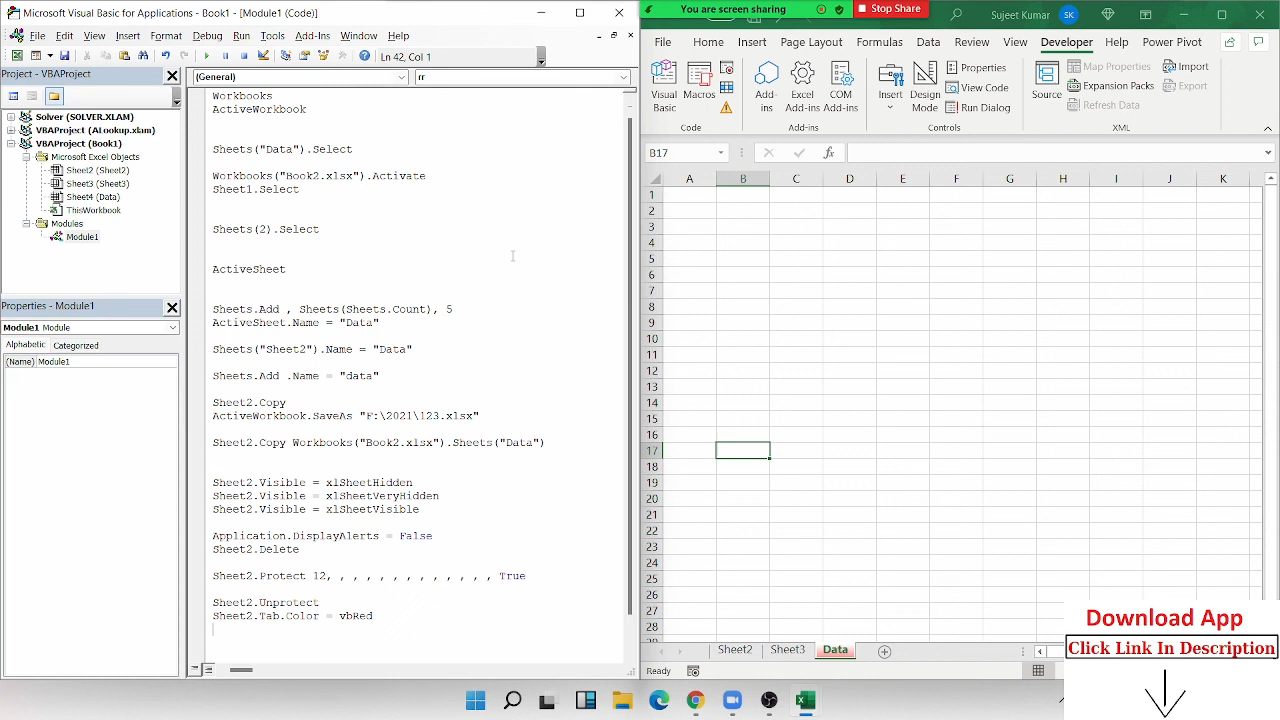 Microsoft Visual Basic for Applications - Book1 - [Module1 (Code)]
File Edit View Insert Format Debug Run Tools Add-Ins Window Help
Ln 42, Col 1
Project - VBAProject
Solver (SOLVER.XLAM)
VBAProject (ALookup.xlam)
VBAProject (Book1)
Microsoft Excel Objects
Sheet2 (Sheet2)
Sheet3 (Sheet3)
Sheet4 (Data)
ThisWorkbook
Modules
Module1
Properties - Module1
Module1 Module
Alphabetic Categorized
(Name) Module1
(General) rr
Workbooks
ActiveWorkbook
Sheets("Data").Select
Workbooks("Book2.xlsx").Activate
Sheet1.Select
Sheets(2).Select
ActiveSheet
Sheets.Add , Sheets(Sheets.Count), 5
ActiveSheet.Name = "Data"
Sheets("Sheet2").Name = "Data"
Sheets.Add .Name = "data"
Sheet2.Copy
ActiveWorkbook.SaveAs "F:\2021\123.xlsx"
Sheet2.Copy Workbooks("Book2.xlsx").Sheets("Data")
Sheet2.Visible = xlSheetHidden
Sheet2.Visible = xlSheetVeryHidden
Sheet2.Visible = xlSheetVisible
Application.DisplayAlerts = False
Sheet2.Delete
Sheet2.Protect 12, , , , , , , , , , , , , True
Sheet2.Unprotect
Sheet2.Tab.Color = vbRed
You are screen sharing Stop Share
Sujeet Kumar SK
File Home Insert Page Layout Formulas Data Review View Developer Help Power Pivot
Visual Basic
Macros
Code
Add-ins
Excel Add-ins
COM Add-ins
Add-ins
Insert
Design Mode
Properties
View Code
Run Dialog
Controls
Source
Map Properties
Expansion Packs
Refresh Data
Import
Export
XML
B17
fx
A B C D E F G H I J K
1
2
3
4
5
6
7
8
9
10
11
12
13
14
15
16
17
18
19
20
21
22
23
24
25
26
27
28
Sheet2 Sheet3 Data
Ready
Download App
Click Link In Description